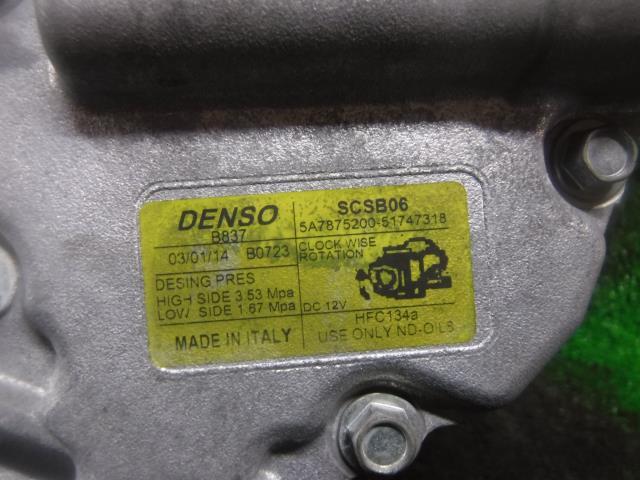 DENSO
B837
03/01/14 B0723
DESING PRES
HIGH SIDE 3.53 Mpa
LOW SIDE 1.67 Mpa
MADE IN ITALY
SCSB06
5A7875200-51747318
CLOCK WISE
ROTATION
DC 12V
HFC134a
USE ONLY ND-OIL8